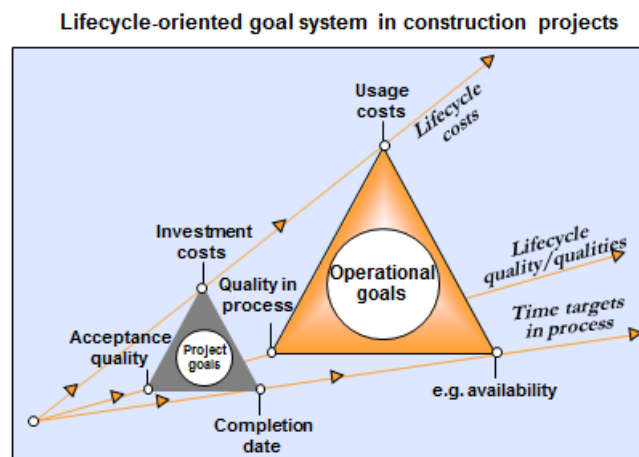 Lifecycle-oriented goal system in construction projects
Usage
costs
Lifecycle
costs
Investment
costs
Lifecycle
quality/qualities
Quality in
process
Operational
goals
Time targets
in process
Acceptance
quality
Project
goals
e.g. availability
Completion
date